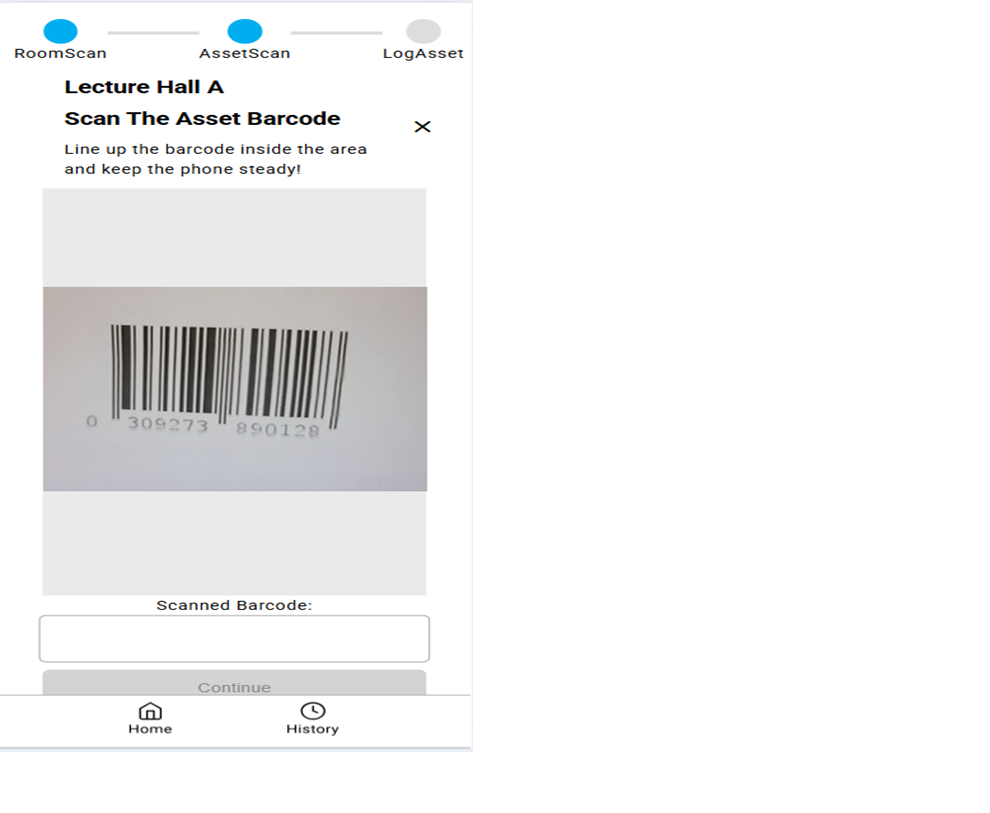 RoomScan AssetScan LogAsset
Lecture Hall A
Scan The Asset Barcode
Line up the barcode inside the area
and keep the phone steady!
0 309273 890128
Scanned Barcode:
Continue
Home History